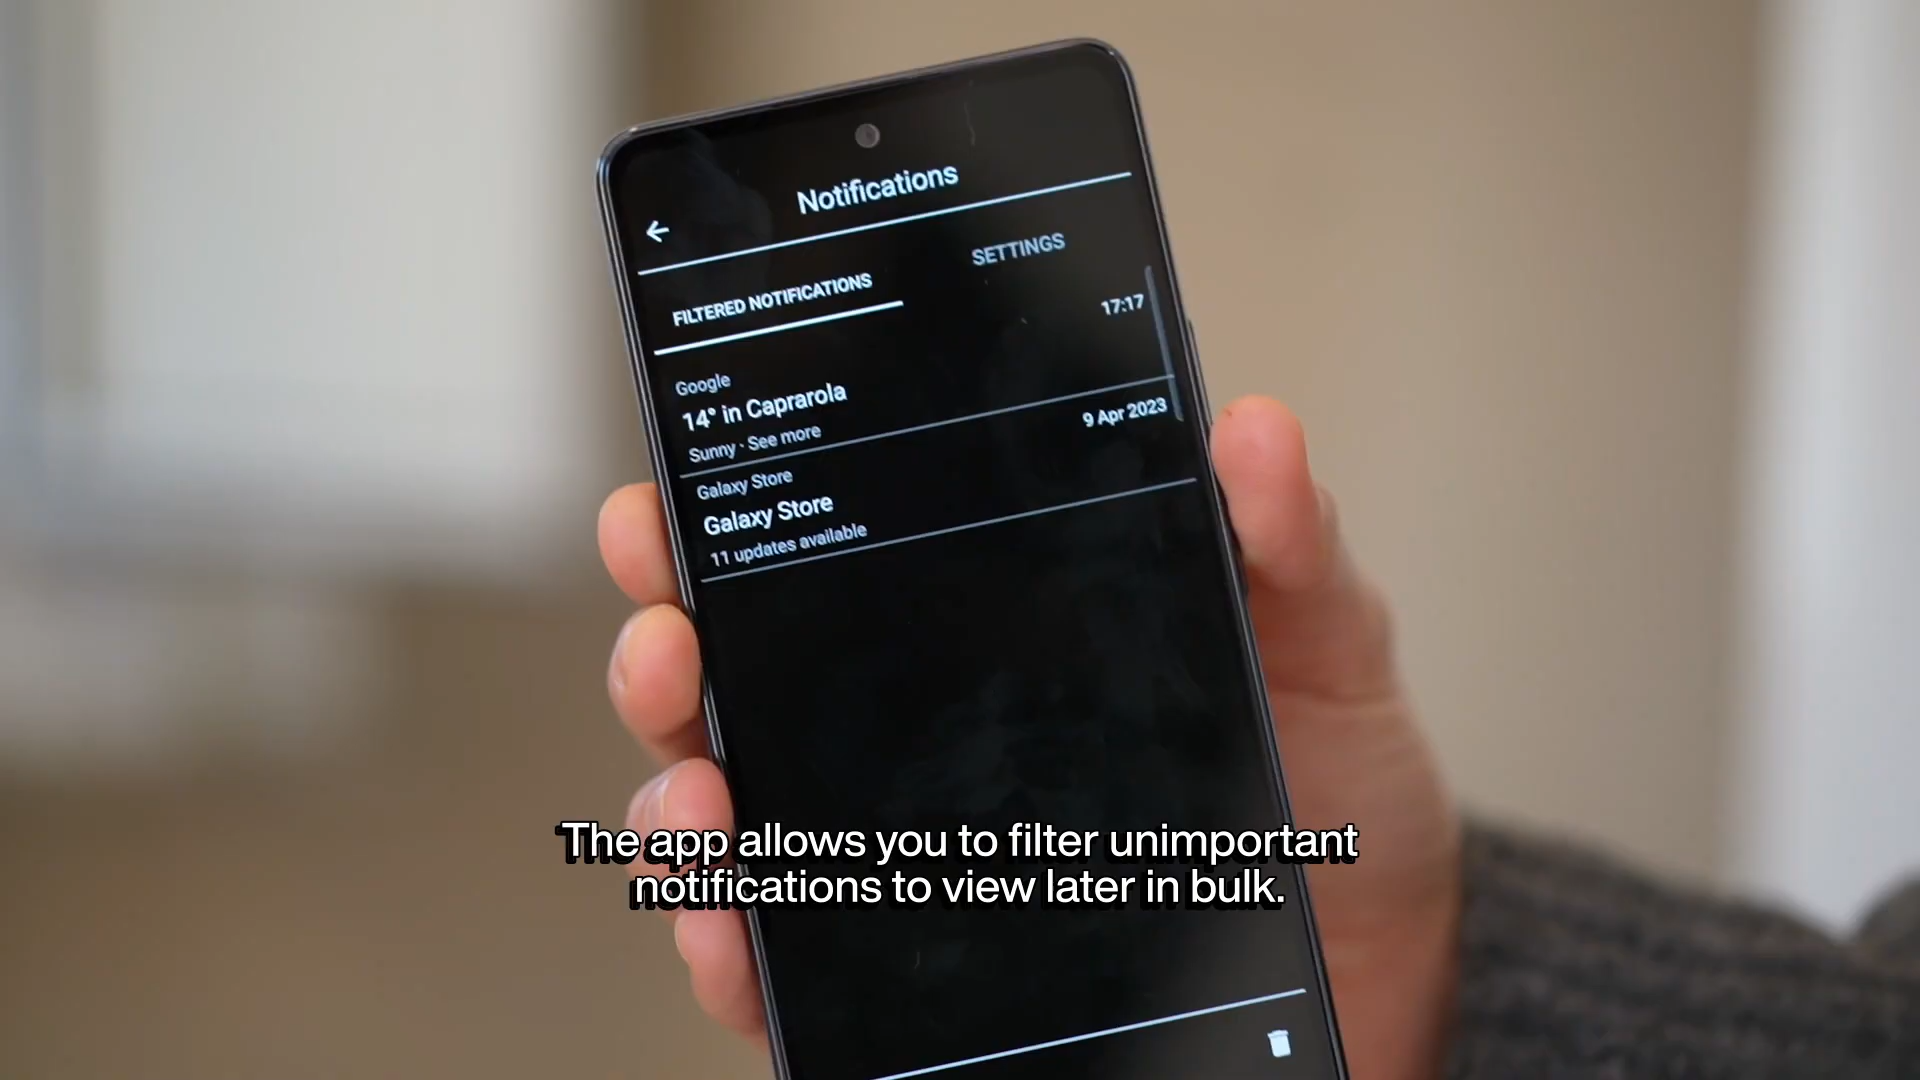 Notifications
FILTERED NOTIFICATIONS
SETTINGS
17:17
Google
14° in Caprarola
Sunny · See more
9 Apr 2023
Galaxy Store
Galaxy Store
11 updates available
The app allows you to filter unimportant
notifications to view later in bulk.